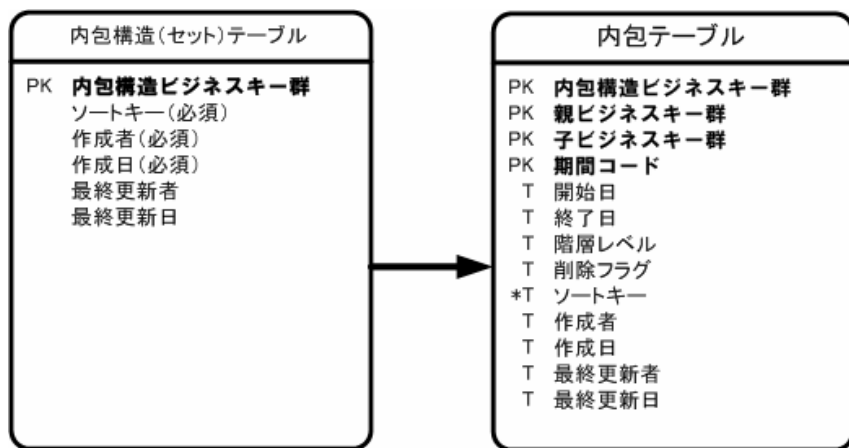 内包構造(セット)テーブル
PK 内包構造ビジネスキー群
ソートキー(必須)
作成者(必須)
作成日(必須)
最終更新者
最終更新日
内包テーブル
PK 内包構造ビジネスキー群
PK 親ビジネスキー群
PK 子ビジネスキー群
PK 期間コード
T 開始日
T 終了日
T 階層レベル
T 削除フラグ
*T ソートキー
T 作成者
T 作成日
T 最終更新者
T 最終更新日